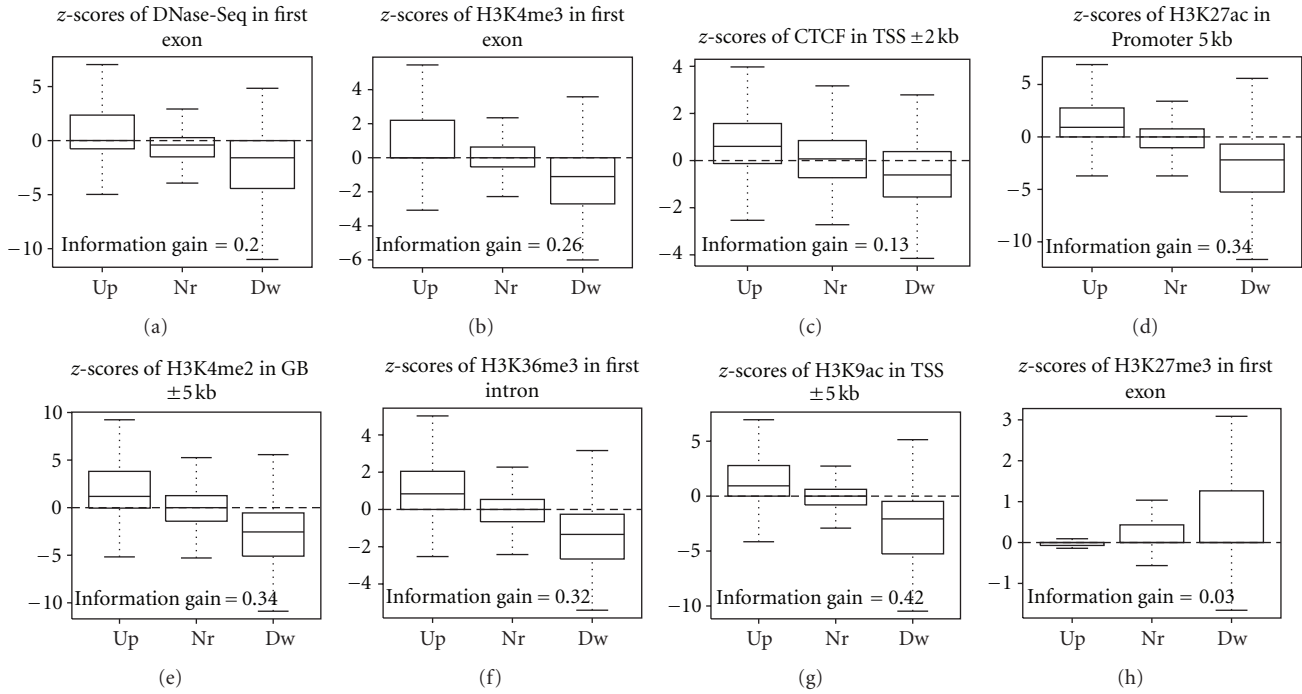 z-scores of DNase-Seq in first
exon
5
0
−5
−10
Information gain = 0.2
Up Nr Dw
(a)
z-scores of H3K4me3 in first
exon
4
2
0
−2
−4
−6
Information gain = 0.26
Up Nr Dw
(b)
z-scores of CTCF in TSS ±2 kb
4
2
0
−2
−4
Information gain = 0.13
Up Nr Dw
(c)
z-scores of H3K27ac in
Promoter 5 kb
5
0
−5
−10
Information gain = 0.34
Up Nr Dw
(d)
z-scores of H3K4me2 in GB
±5 kb
10
5
0
−5
−10
Information gain = 0.34
Up Nr Dw
(e)
z-scores of H3K36me3 in first
intron
4
2
0
−2
−4
Information gain = 0.32
Up Nr Dw
(f)
z-scores of H3K9ac in TSS
±5 kb
5
0
−5
−10
Information gain = 0.42
Up Nr Dw
(g)
z-scores of H3K27me3 in first
exon
3
2
1
0
−1
Information gain = 0.03
Up Nr Dw
(h)